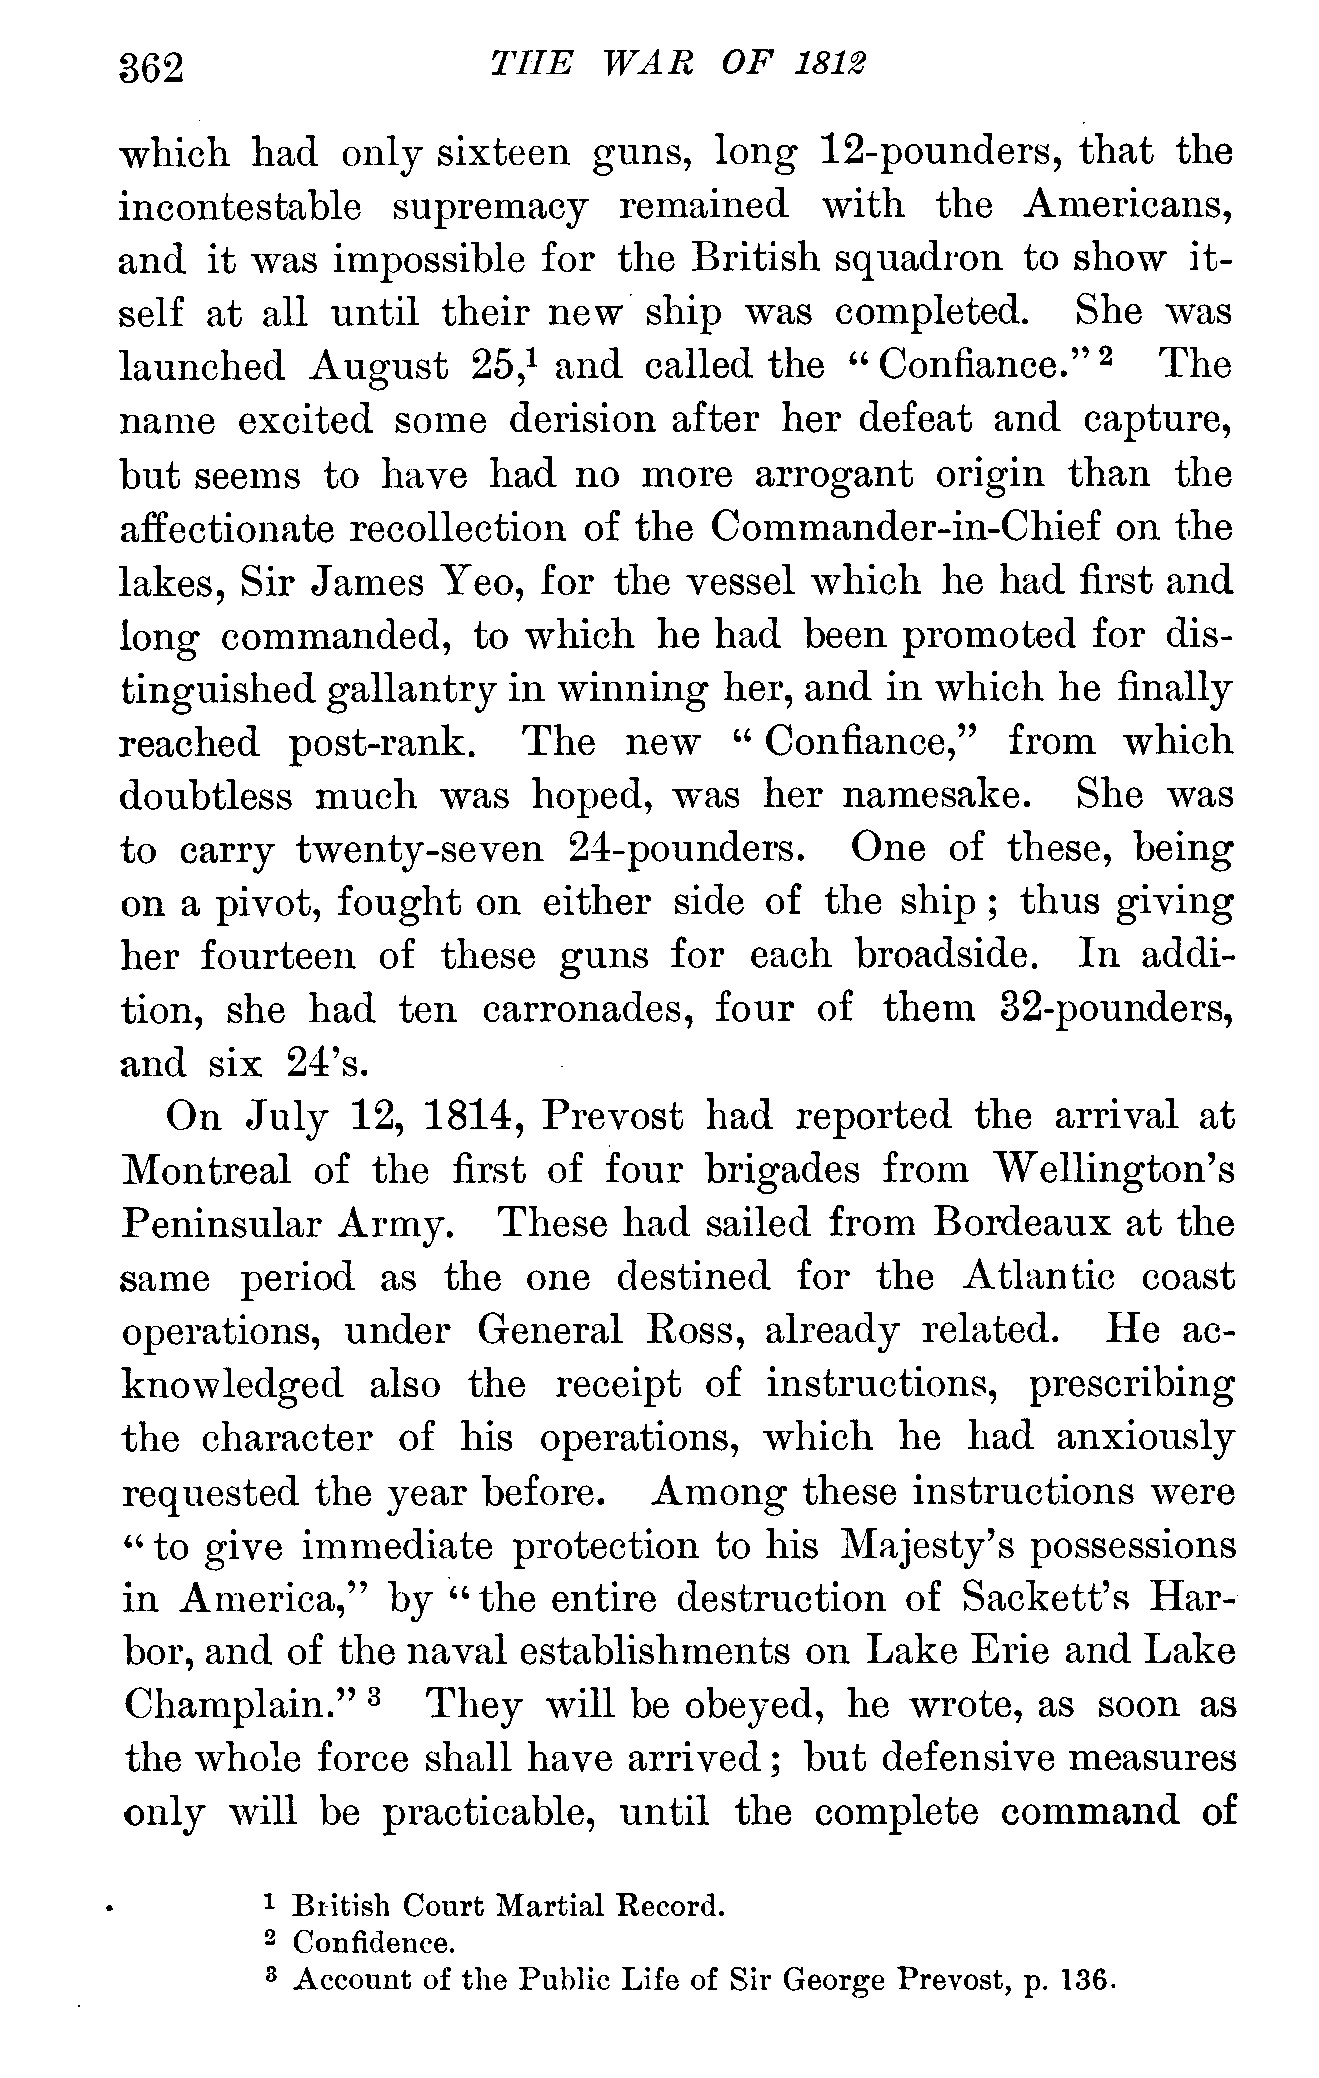 362 THE WAR OF 1812
which had only sixteen guns, long 12-pounders, that the
incontestable supremacy remained with the Americans,
and it was impossible for the British squadron to show it-
self at all until their new ship was completed. She was
launched August 25,¹ and called the “Confiance.”² The
name excited some derision after her defeat and capture,
but seems to have had no more arrogant origin than the
affectionate recollection of the Commander-in-Chief on the
lakes, Sir James Yeo, for the vessel which he had first and
long commanded, to which he had been promoted for dis-
tinguished gallantry in winning her, and in which he finally
reached post-rank. The new “Confiance,” from which
doubtless much was hoped, was her namesake. She was
to carry twenty-seven 24-pounders. One of these, being
on a pivot, fought on either side of the ship; thus giving
her fourteen of these guns for each broadside. In addi-
tion, she had ten carronades, four of them 32-pounders,
and six 24’s.
On July 12, 1814, Prevost had reported the arrival at
Montreal of the first of four brigades from Wellington’s
Peninsular Army. These had sailed from Bordeaux at the
same period as the one destined for the Atlantic coast
operations, under General Ross, already related. He ac-
knowledged also the receipt of instructions, prescribing
the character of his operations, which he had anxiously
requested the year before. Among these instructions were
“to give immediate protection to his Majesty’s possessions
in America,” by “the entire destruction of Sackett’s Har-
bor, and of the naval establishments on Lake Erie and Lake
Champlain.”³ They will be obeyed, he wrote, as soon as
the whole force shall have arrived; but defensive measures
only will be practicable, until the complete command of
¹ British Court Martial Record.
² Confidence.
³ Account of the Public Life of Sir George Prevost, p. 136.